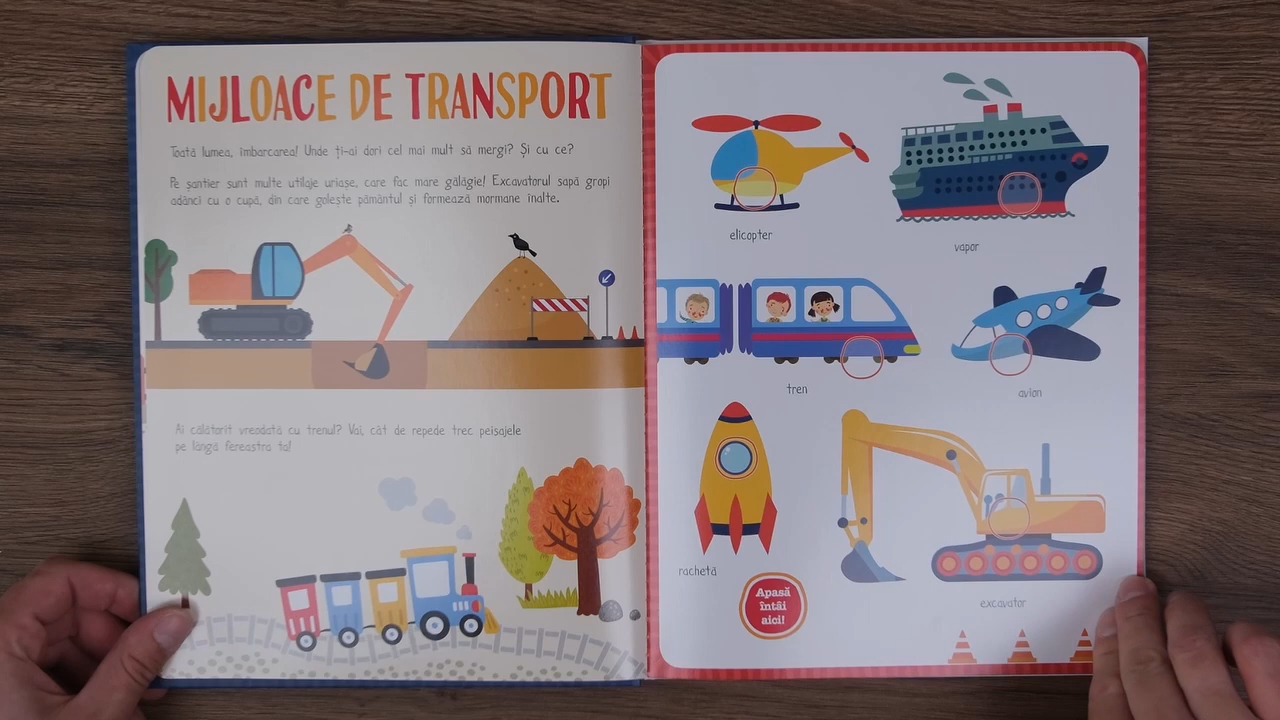 MIJLOACE DE TRANSPORT
Toată lumea, îmbarcarea! Unde ți-ai dori cel mai mult să mergi? Și cu ce?
Pe șantier sunt multe utilaje uriașe, care fac mare gălăgie! Excavatorul sapă gropi
adânci cu o cupă, din care golește pământul și formează mormane înalte.
Ai călătorit vreodată cu trenul? Vai, cât de repede trec peisajele
pe lângă fereastra ta!
elicopter
vapor
tren
avion
rachetă
excavator
Apasă
întâi
aici!